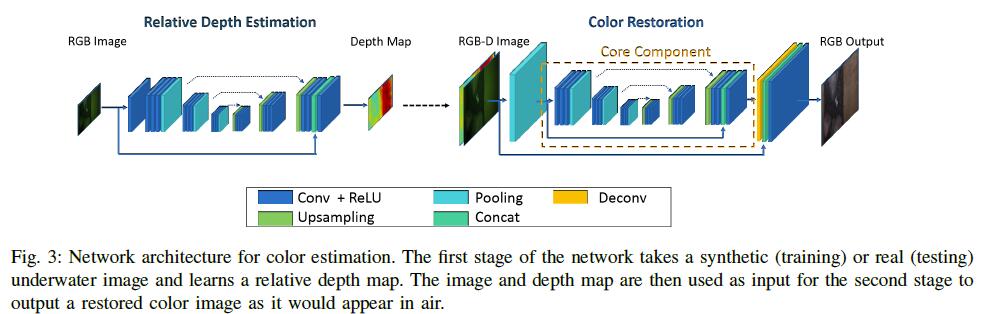 Relative Depth Estimation
Color Restoration
RGB Image
Depth Map
RGB-D Image
Core Component
RGB Output
Conv + ReLU
Pooling
Deconv
Upsampling
Concat
Fig. 3: Network architecture for color estimation. The first stage of the network takes a synthetic (training) or real (testing)
underwater image and learns a relative depth map. The image and depth map are then used as input for the second stage to
output a restored color image as it would appear in air.